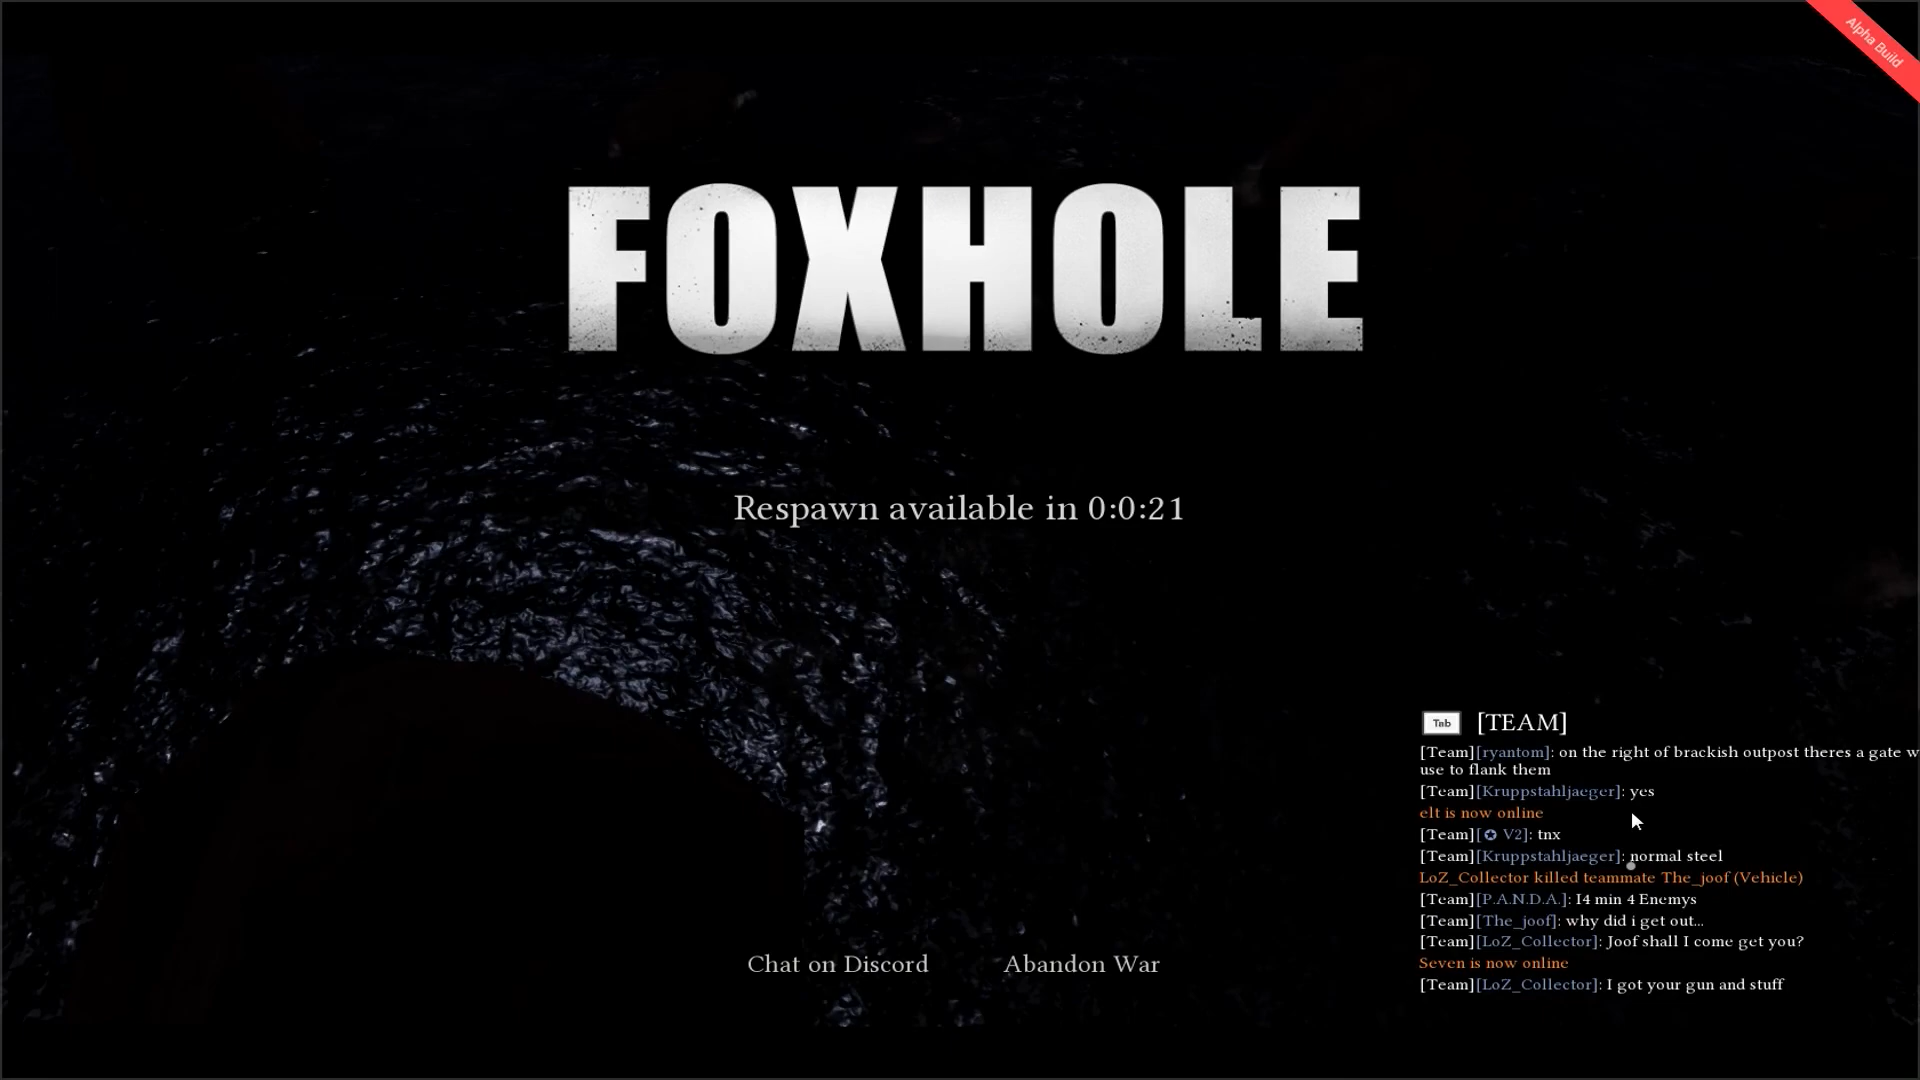 Alpha Build
FOXHOLE
Respawn available in 0:0:21
Tab [TEAM]
[Team][ryantom]: on the right of brackish outpost theres a gate w
use to flank them
[Team][Kruppstahljaeger]: yes
elt is now online
[Team][✪ V2]: tnx
[Team][Kruppstahljaeger]: normal steel
LoZ_Collector killed teammate The_joof (Vehicle)
[Team][P.A.N.D.A.]: I4 min 4 Enemys
[Team][The_joof]: why did i get out...
[Team][LoZ_Collector]: Joof shall I come get you?
Seven is now online
[Team][LoZ_Collector]: I got your gun and stuff
Chat on Discord Abandon War